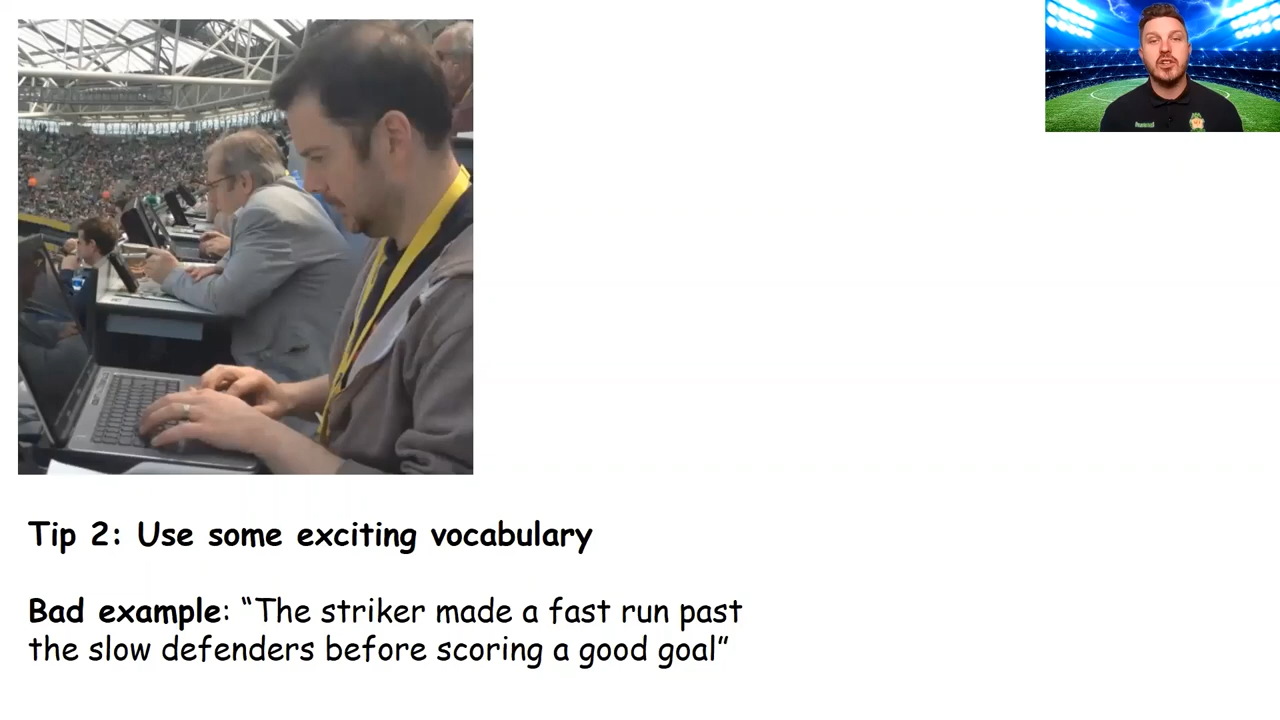 Tip 2: Use some exciting vocabulary
Bad example: “The striker made a fast run past
the slow defenders before scoring a good goal”